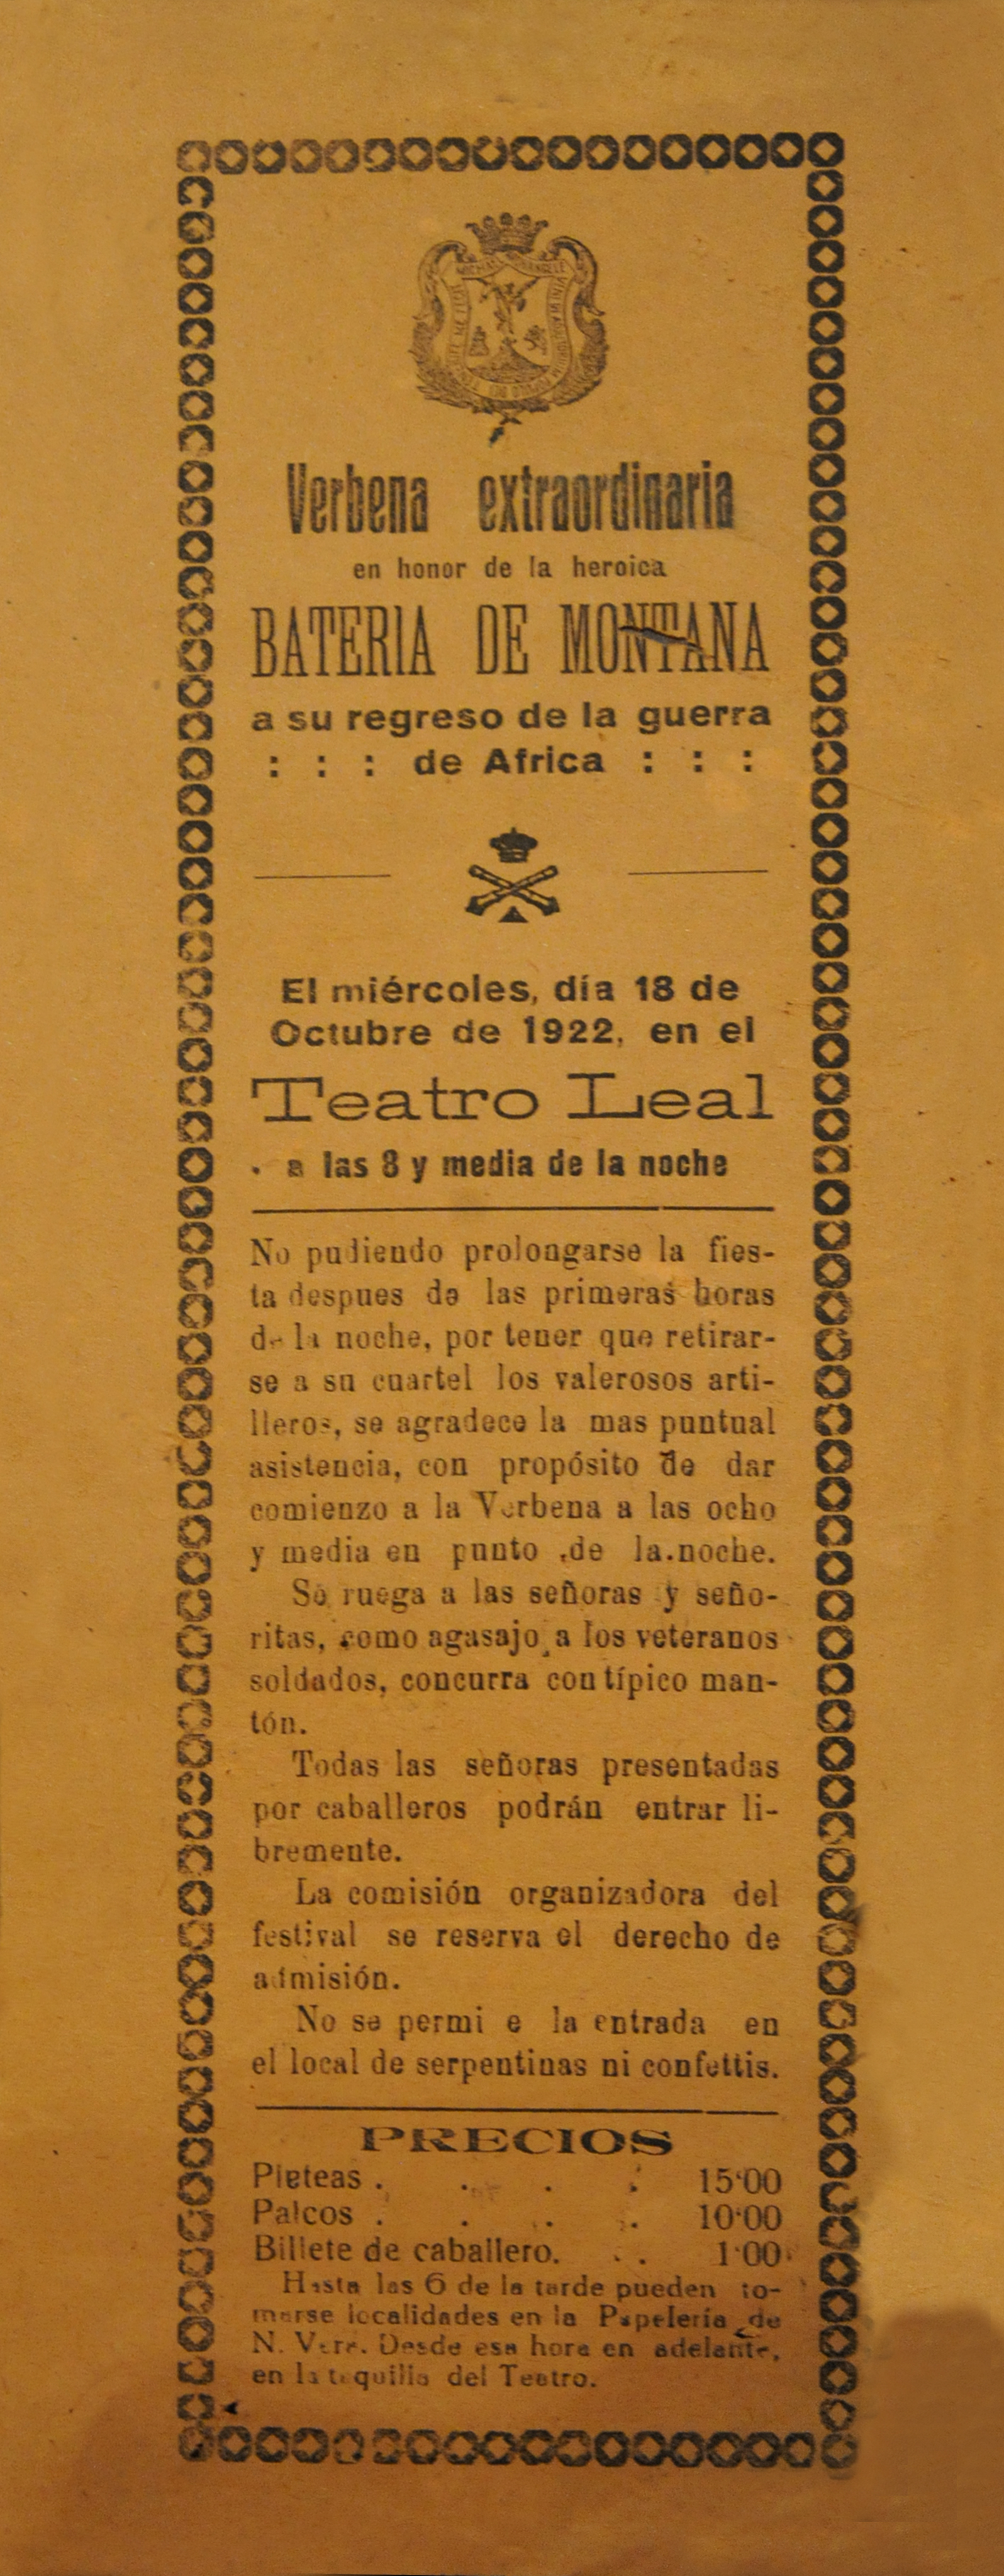 Verbena extraordinaria
en honor de la heroica
BATERIA DE MONTANA
a su regreso de la guerra
: : : de Africa : : :
El miércoles, día 18 de
Octubre de 1922, en el
Teatro Leal
a las 8 y media de la noche
No pudiendo prolongarse la fies-
ta despues de las primeras horas
de la noche, por tener que retirar-
se a su cuartel los valerosos arti-
lleros, se agradece la mas puntual
asistencia, con propósito de dar
comienzo a la Verbena a las ocho
y media en punto de la noche.
Se ruega a las señoras y seño-
ritas, como agasajo a los veteranos
soldados, concurra con típico man-
tón.
Todas las señoras presentadas
por caballeros podrán entrar li-
bremente.
La comisión organizadora del
festival se reserva el derecho de
admisión.
No se permi e la entrada en
el local de serpentinas ni confettis.
PRECIOS
Plateas . . . . 15'00
Palcos . . . . 10'00
Billete de caballero. . . 1'00
Hasta las 6 de la tarde pueden to-
marse localidades en la Papelería de
N. Vera. Desde esa hora en adelante,
en la taquilla del Teatro.